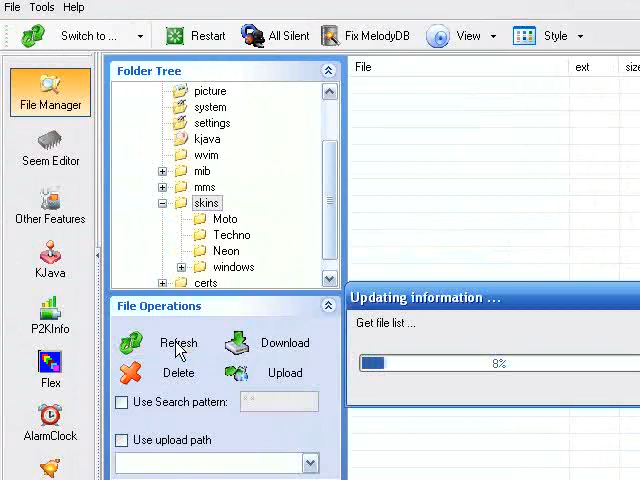 File Tools Help
Switch to ... Restart All Silent Fix MelodyDB View Style
File Manager
Seem Editor
Other Features
KJava
P2KInfo
Flex
AlarmClock
Folder Tree
picture
system
settings
kjava
wvim
mib
mms
skins
Moto
Techno
Neon
windows
certs
File Operations
Refresh Download
Delete Upload
Use Search pattern: **
Use upload path
File ext size
Updating information ...
Get file list ...
8%